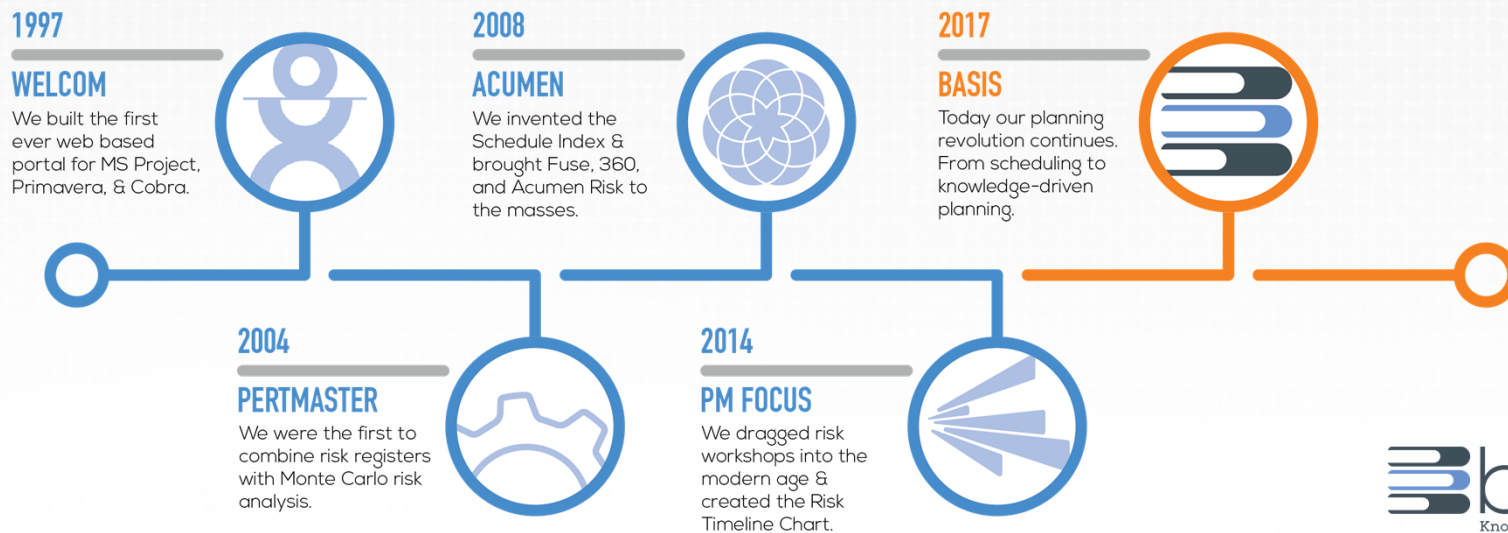 1997
WELCOM
We built the first
ever web based
portal for MS Project,
Primavera, & Cobra.
2008
ACUMEN
We invented the
Schedule Index &
brought Fuse, 360,
and Acumen Risk to
the masses.
2017
BASIS
Today our planning
revolution continues.
From scheduling to
knowledge-driven
planning.
2004
PERTMASTER
We were the first to
combine risk registers
with Monte Carlo risk
analysis.
2014
PM FOCUS
We dragged risk
workshops into the
modern age &
created the Risk
Timeline Chart.